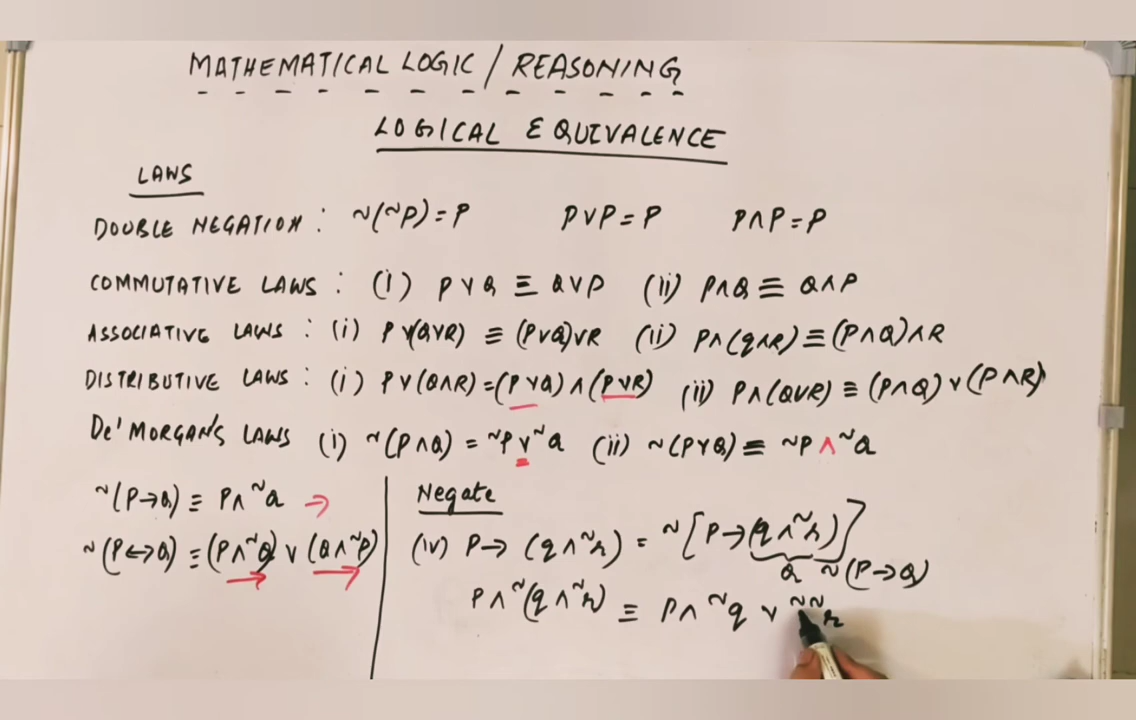 MATHEMATICAL LOGIC / REASONING
LOGICAL EQUIVALENCE
LAWS
DOUBLE NEGATION : ~(~P) = P P∨P = P P∧P = P
COMMUTATIVE LAWS : (i) P∨Q ≡ Q∨P (ii) P∧Q ≡ Q∧P
ASSOCIATIVE LAWS : (i) P∨(Q∨R) ≡ (P∨Q)∨R (ii) P∧(q∧R) ≡ (P∧Q)∧R
DISTRIBUTIVE LAWS : (i) P∨(Q∧R) = (P∨Q)∧(P∨R) (ii) P∧(Q∨R) ≡ (P∧Q)∨(P∧R)
De'MORGAN'S LAWS (i) ~(P∧Q) = ~P∨~Q (ii) ~(P∨Q) ≡ ~P∧~Q
~(P→Q) ≡ P∧~Q →
~(P↔Q) ≡ (P∧~Q)∨(Q∧~P)
Negate
(iv) P→(q∧~r) = ~[P→(q∧~r)]
Q ~(P→Q)
P∧~(q∧~r) ≡ P∧~q∨~~r